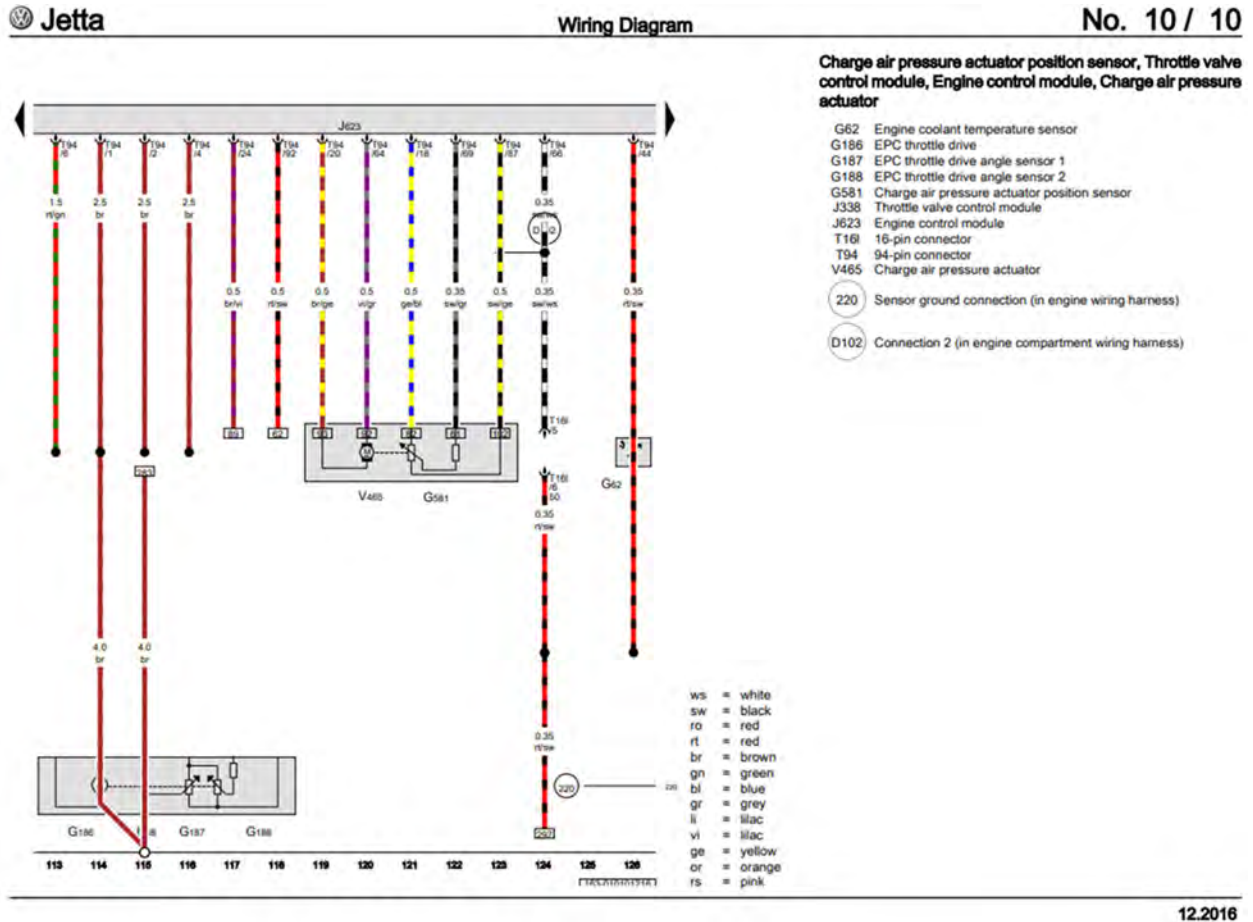 Jetta
Wiring Diagram
No. 10 / 10
Charge air pressure actuator position sensor, Throttle valve
control module, Engine control module, Charge air pressure
actuator
G62 Engine coolant temperature sensor
G186 EPC throttle drive
G187 EPC throttle drive angle sensor 1
G188 EPC throttle drive angle sensor 2
G581 Charge air pressure actuator position sensor
J338 Throttle valve control module
J623 Engine control module
T16l 16-pin connector
T94 94-pin connector
V465 Charge air pressure actuator
220 Sensor ground connection (in engine wiring harness)
D102 Connection 2 (in engine compartment wiring harness)
J623
T94 T94 T94 T94 T94 T94 T94 T94 T94 T94 T94 T94 T94
/6 /1 /2 /4 /24 /92 /20 /64 /18 /69 /87 /66 /44
1.5 2.5 2.5 2.5 0.35
rt/gn br br br
0.5 0.5 0.5 0.5 0.5 0.35 0.5 0.35 0.35
br/vi rt/sw br/ge vi/gr ge/bl sw/gr sw/ge sw/ws rt/sw
T16l
M
V465 G581
T16l
/6
50
G62
0.35
rt/sw
4.0 4.0
br br
0.35
rt/sw
220
220
G186 G187 G188
113 114 115 116 117 118 119 120 121 122 123 124 125 126
ws = white
sw = black
ro = red
rt = red
br = brown
gn = green
bl = blue
gr = grey
li = lilac
vi = lilac
ge = yellow
or = orange
rs = pink
12.2016